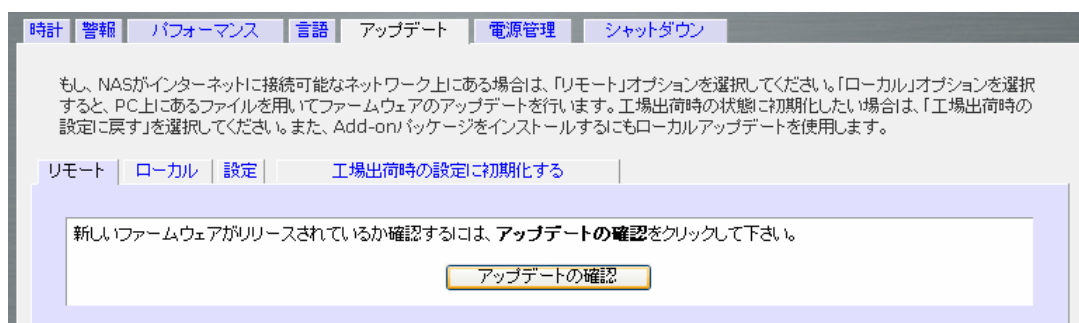 時計 警報 パフォーマンス 言語 アップデート 電源管理 シャットダウン
もし、NASがインターネットに接続可能なネットワーク上にある場合は、「リモート」オプションを選択してください。「ローカル」オプションを選択
すると、PC上にあるファイルを用いてファームウェアのアップデートを行います。工場出荷時の状態に初期化したい場合は、「工場出荷時の
設定に戻す」を選択してください。また、Add-onパッケージをインストールするにもローカルアップデートを使用します。
リモート ローカル 設定 工場出荷時の設定に初期化する
新しいファームウェアがリリースされているか確認するには、アップデートの確認をクリックして下さい。
アップデートの確認